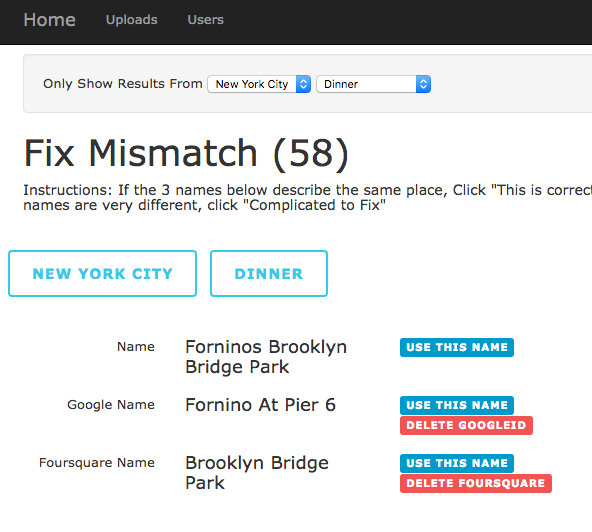 Home Uploads Users
Only Show Results From New York City Dinner
Fix Mismatch (58)
Instructions: If the 3 names below describe the same place, Click "This is correct
names are very different, click "Complicated to Fix"
NEW YORK CITY DINNER
Name Forninos Brooklyn Bridge Park USE THIS NAME
Google Name Fornino At Pier 6 USE THIS NAME
DELETE GOOGLEID
Foursquare Name Brooklyn Bridge Park USE THIS NAME
DELETE FOURSQUARE